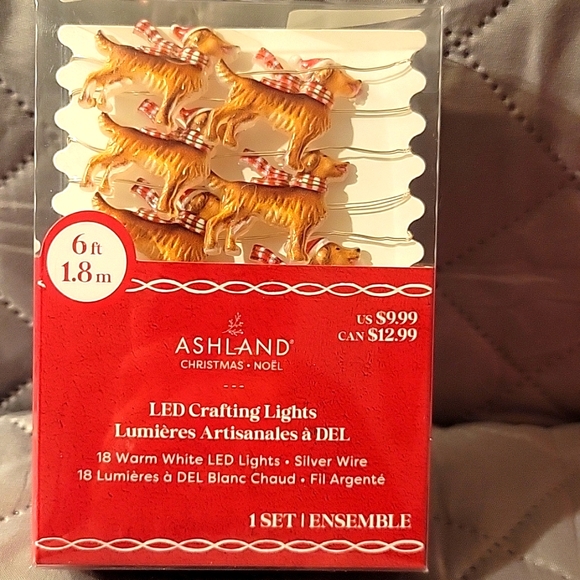 6 ft
1.8 m
US $9.99
CAN $12.99
ASHLAND®
CHRISTMAS • NOËL
LED Crafting Lights
Lumières Artisanales à DEL
18 Warm White LED Lights • Silver Wire
18 Lumières à DEL Blanc Chaud • Fil Argenté
1 SET | ENSEMBLE